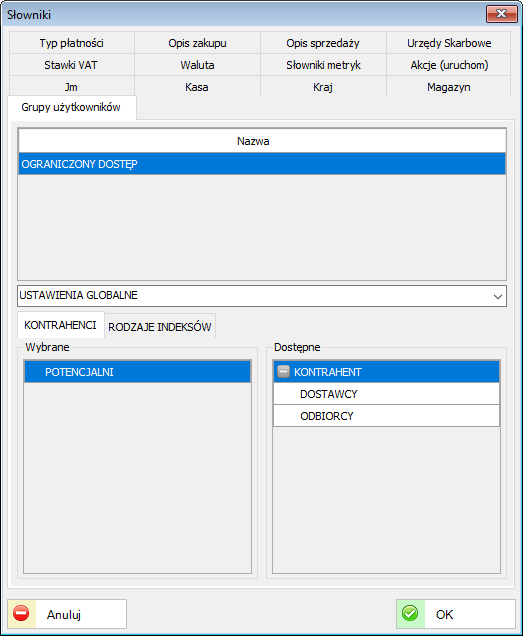 Słowniki
Typ płatności Opis zakupu Opis sprzedaży Urzędy Skarbowe
Stawki VAT Waluta Słowniki metryk Akcje (uruchom)
Jm Kasa Kraj Magazyn
Grupy użytkowników
Nazwa
OGRANICZONY DOSTĘP
USTAWIENIA GLOBALNE
KONTRAHENCI RODZAJE INDEKSÓW
Wybrane
POTENCJALNI
Dostępne
KONTRAHENT
DOSTAWCY
ODBIORCY
Anuluj
OK